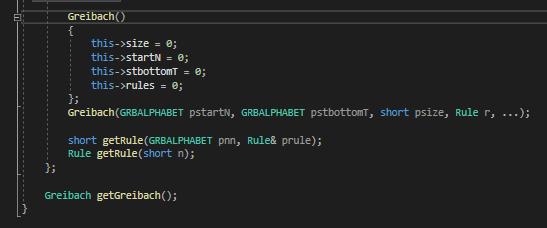 Greibach()
{
this->size = 0;
this->startN = 0;
this->stbottomT = 0;
this->rules = 0;
};
Greibach(GRBALPHABET pstartN, GRBALPHABET pstbottomT, short psize, Rule r, ...);
short getRule(GRBALPHABET pnn, Rule& prule);
Rule getRule(short n);
};
Greibach getGreibach();
}